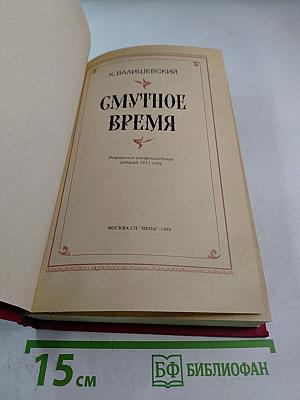 К. ВАЛИШЕВСКИЙ
СМУТНОЕ
ВРЕМЯ
Репринтное воспроизведение
издания 1911 года
МОСКВА СП "ИКПА" 1989
15 см
БФ БИБЛИОФАН